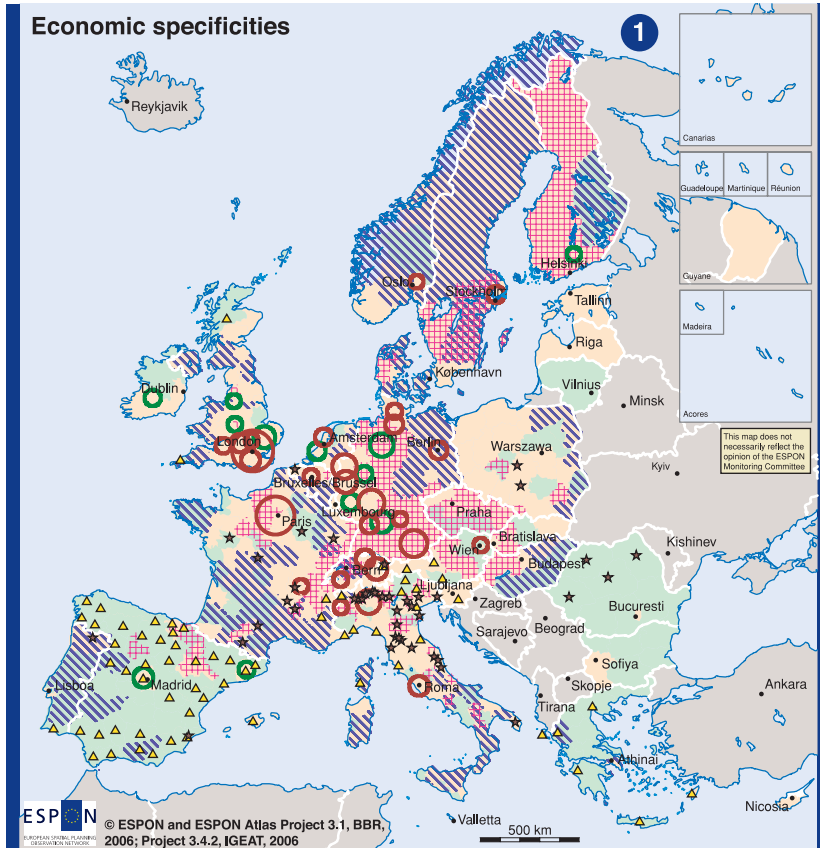 Economic specificities
1
Canarias
Reykjavik
Guadeloupe Martinique Réunion
Guyane
Oslo
Helsinki
Stockholm
Tallinn
Madeira
Riga
København
Dublin
Vilnius
Minsk
Acores
This map does not
necessarily reflect the
opinion of the ESPON
Monitoring Committee
London
Amsterdam
Berlin
Warszawa
Kyiv
Bruxelles/Brussel
Luxembourg
Praha
Paris
Bratislava
Wien
Kishinev
Budapest
Bern
Ljubljana
Zagreb
Bucuresti
Beograd
Sarajevo
Sofiya
Skopje
Lisboa
Madrid
Roma
Tirana
Ankara
Athinai
Nicosia
Valletta
ESPON
EUROPEAN SPATIAL PLANNING
OBSERVATION NETWORK
© ESPON and ESPON Atlas Project 3.1, BBR,
2006; Project 3.4.2, IGEAT, 2006
500 km